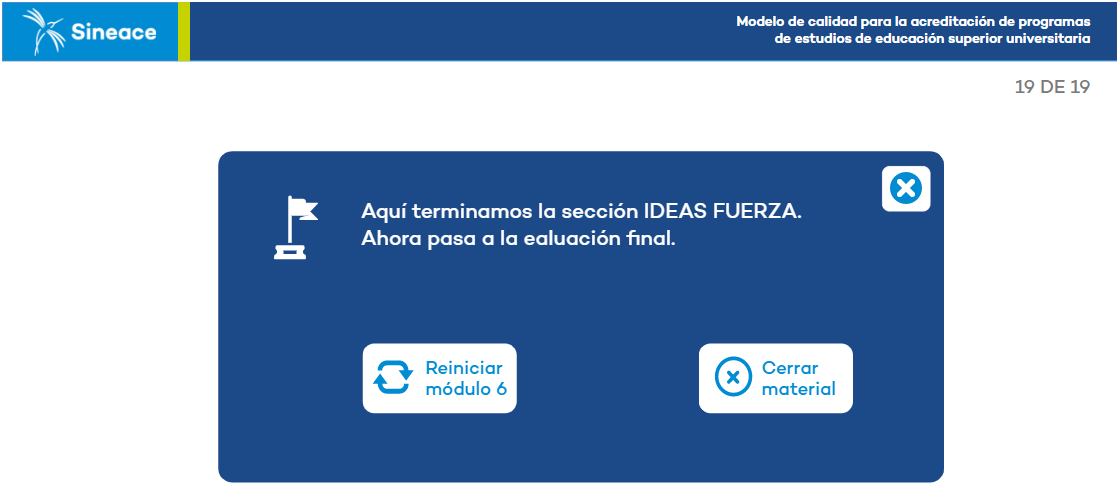 Sineace
Modelo de calidad para la acreditación de programas
de estudios de educación superior universitaria
19 DE 19
Aquí terminamos la sección IDEAS FUERZA.
Ahora pasa a la ealuación final.
Reiniciar
módulo 6
Cerrar
material